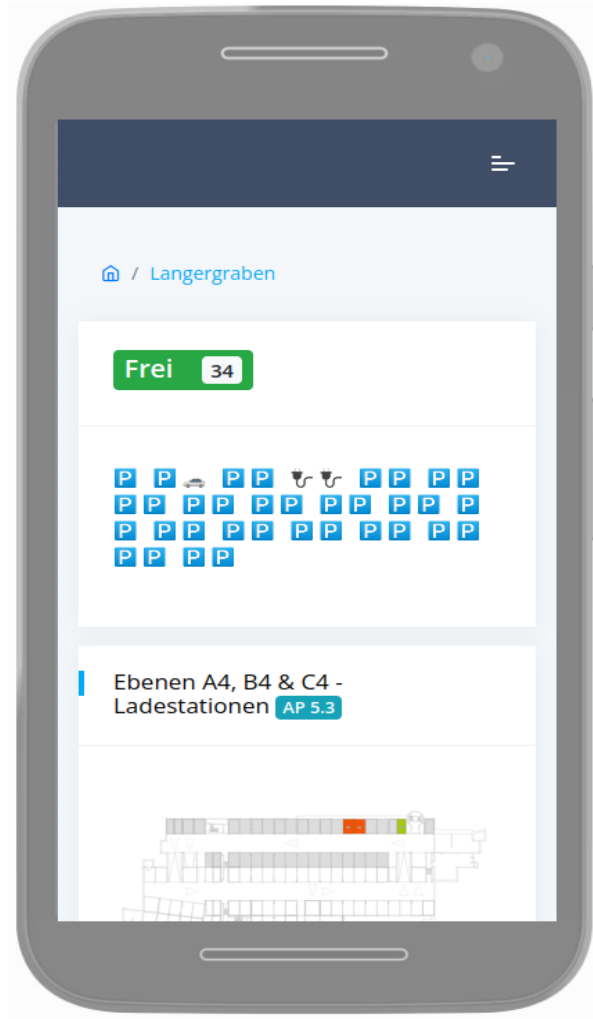 / Langergraben
Frei 34
P P P P P P P P
P P P P P P P P P P P
P P P P P P P P P P P
P P P P
Ebenen A4, B4 & C4 -
Ladestationen AP 5.3